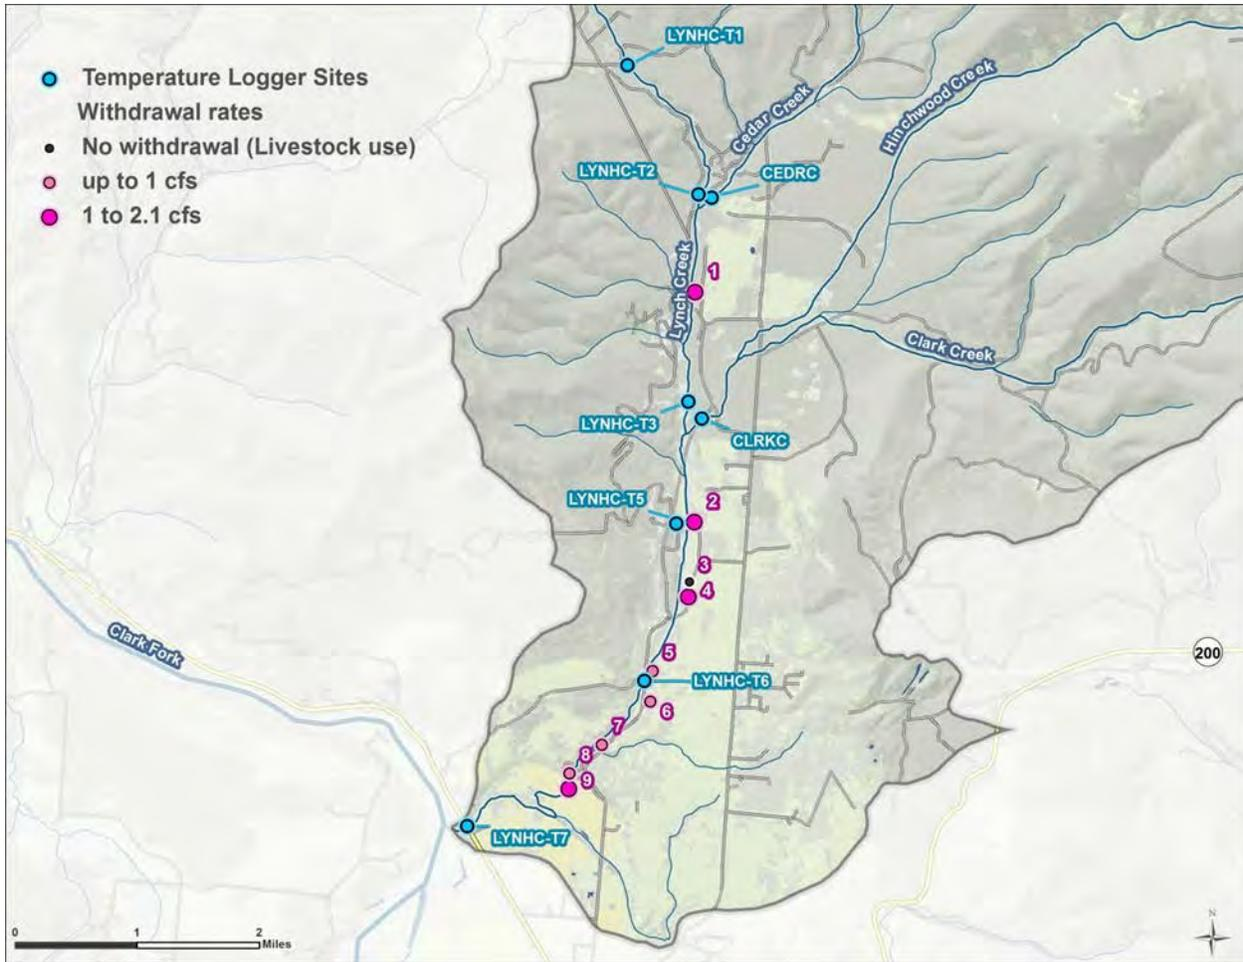 LYNHC-T1
Temperature Logger Sites
Withdrawal rates
No withdrawal (Livestock use)
up to 1 cfs
1 to 2.1 cfs
Cedar Creek
Hinchwood Creek
LYNHC-T2
CEDRC
Lynch Creek
1
Clark Creek
LYNHC-T3
CLRKC
LYNHC-T5
2
3
4
Clark Fork
200
5
LYNHC-T6
6
7
8
9
LYNHC-T7
0 1 2
Miles
N